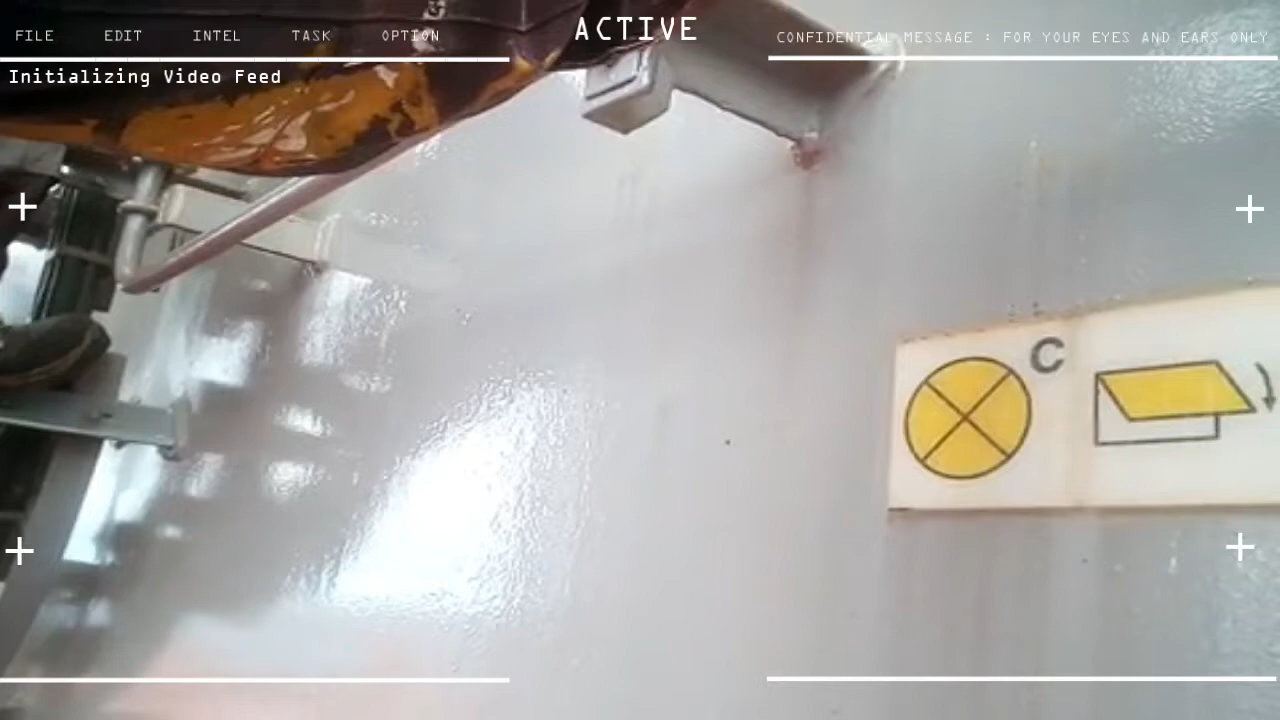 FILE EDIT INTEL TASK OPTION
ACTIVE
CONFIDENTIAL MESSAGE : FOR YOUR EYES AND EARS ONLY
Initializing Video Feed
C